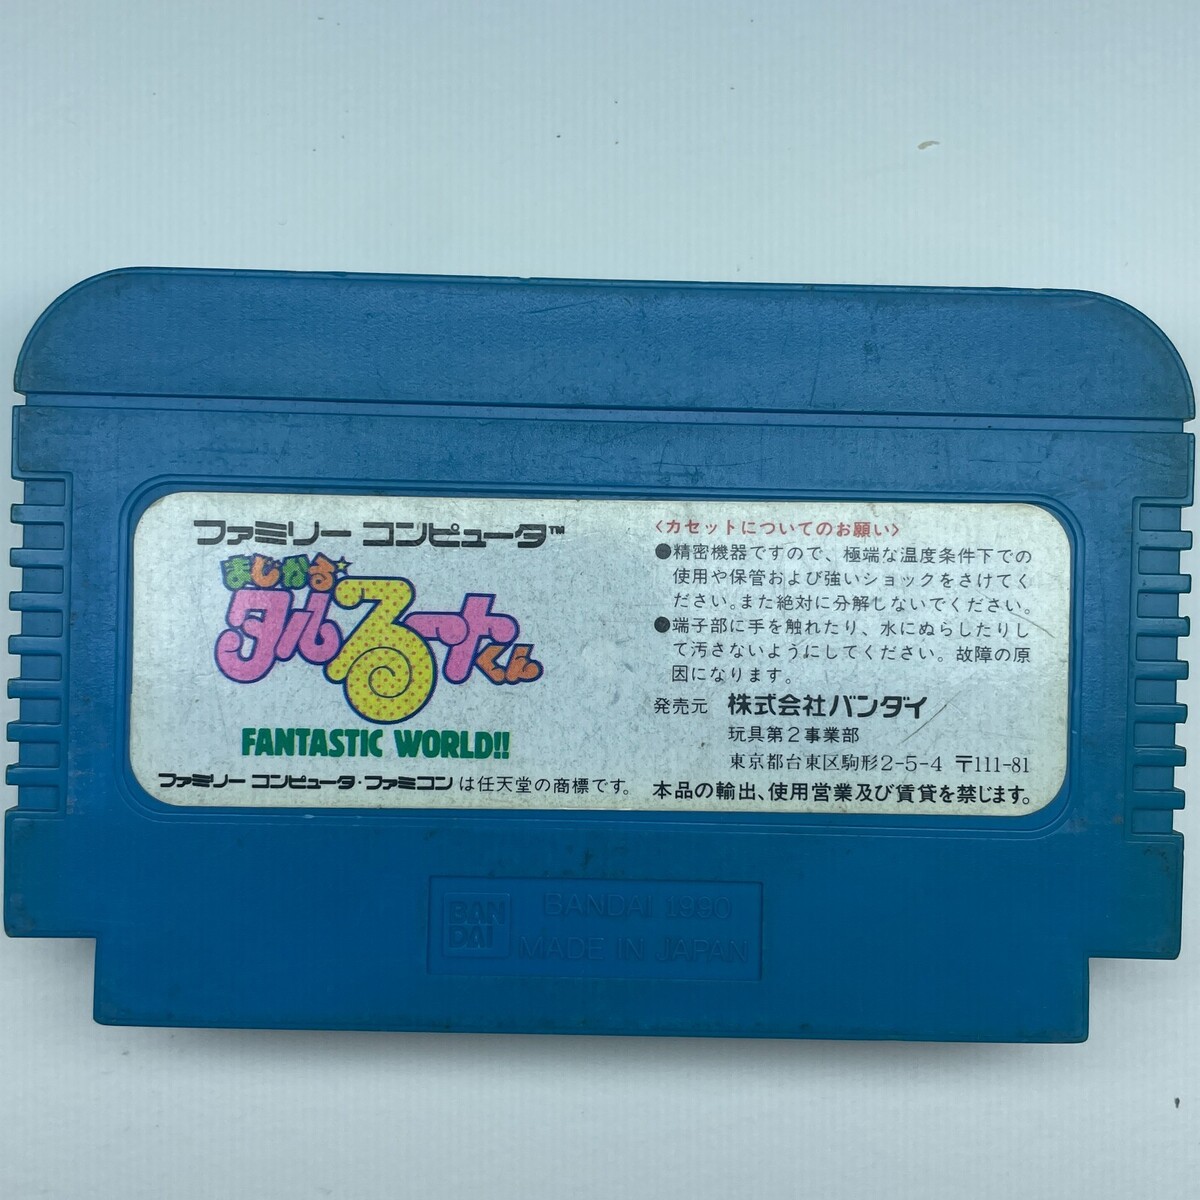 ファミリー コンピュータ™
まじかる★
タルるートくん
FANTASTIC WORLD!!
ファミリー コンピュータ・ファミコン は任天堂の商標です。
〈カセットについてのお願い〉
●精密機器ですので、極端な温度条件下での
使用や保管および強いショックをさけてく
ださい。また絶対に分解しないでください。
●端子部に手を触れたり、水にぬらしたりし
て汚さないようにしてください。故障の原
因になります。
発売元 株式会社バンダイ
玩具第2事業部
東京都台東区駒形2-5-4 〒111-81
本品の輸出、使用営業及び賃貸を禁じます。
BAN
DAI
BANDAI 1990
MADE IN JAPAN